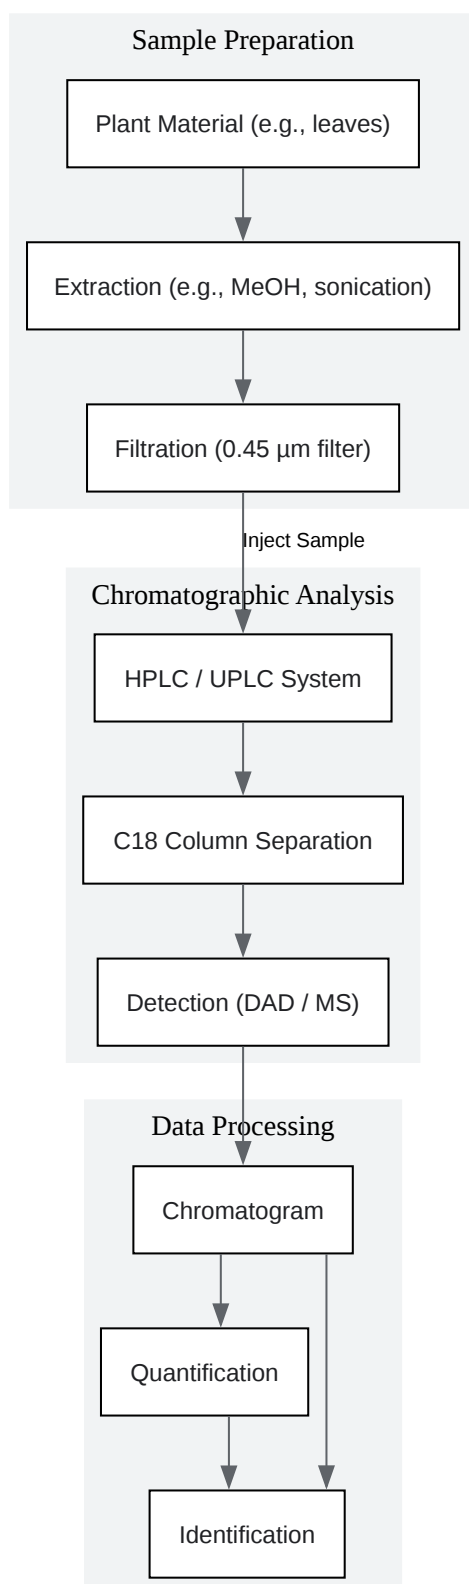 Sample Preparation
Plant Material (e.g., leaves)
Extraction (e.g., MeOH, sonication)
Filtration (0.45 µm filter)
Inject Sample
Chromatographic Analysis
HPLC / UPLC System
C18 Column Separation
Detection (DAD / MS)
Data Processing
Chromatogram
Quantification
Identification